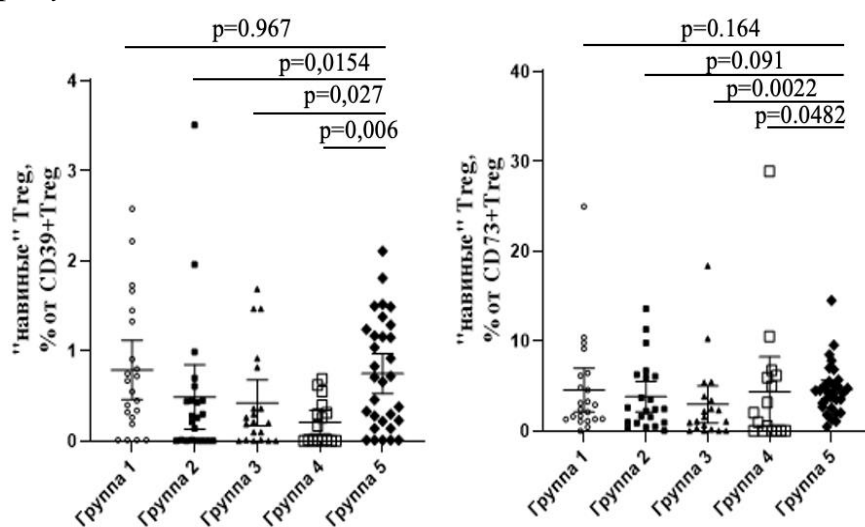 p=0.967
p=0,0154
p=0,027
p=0,006
"навиные" Treg,
% от CD39+Treg
4
3
2
1
0
Группа 1
Группа 2
Группа 3
Группа 4
Группа 5
p=0.164
p=0.091
p=0.0022
p=0.0482
"навиные" Treg,
% от CD73+Treg
40
30
20
10
0
Группа 1
Группа 2
Группа 3
Группа 4
Группа 5